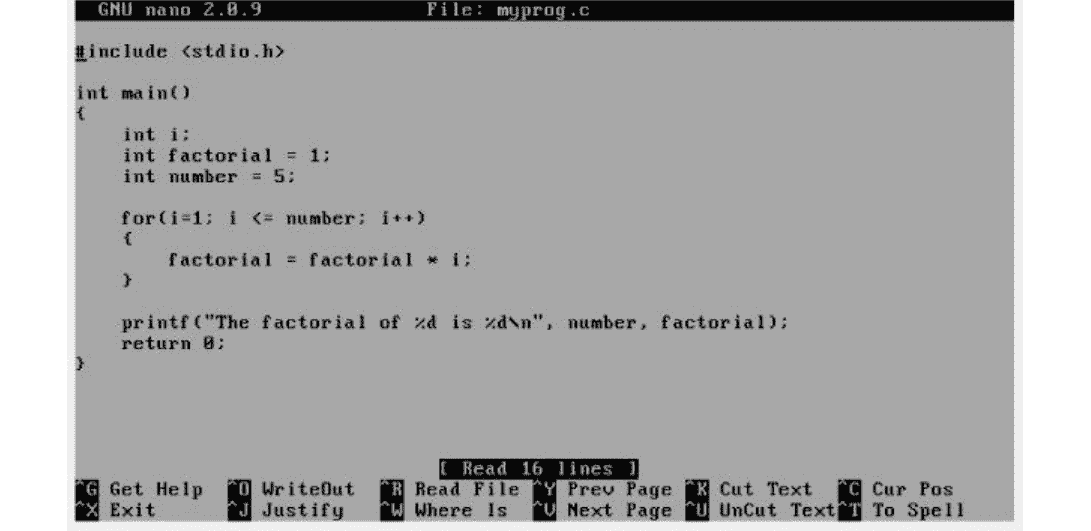 GNU nano 2.0.9 File: myprog.c
#include <stdio.h>
int main()
{
int i;
int factorial = 1;
int number = 5;
for(i=1; i <= number; i++)
{
factorial = factorial * i;
}
printf("The factorial of %d is %d\n", number, factorial);
return 0;
}
[ Read 16 lines ]
^G Get Help ^O WriteOut ^R Read File ^Y Prev Page ^K Cut Text ^C Cur Pos
^X Exit ^J Justify ^W Where Is ^V Next Page ^U UnCut Text ^T To Spell